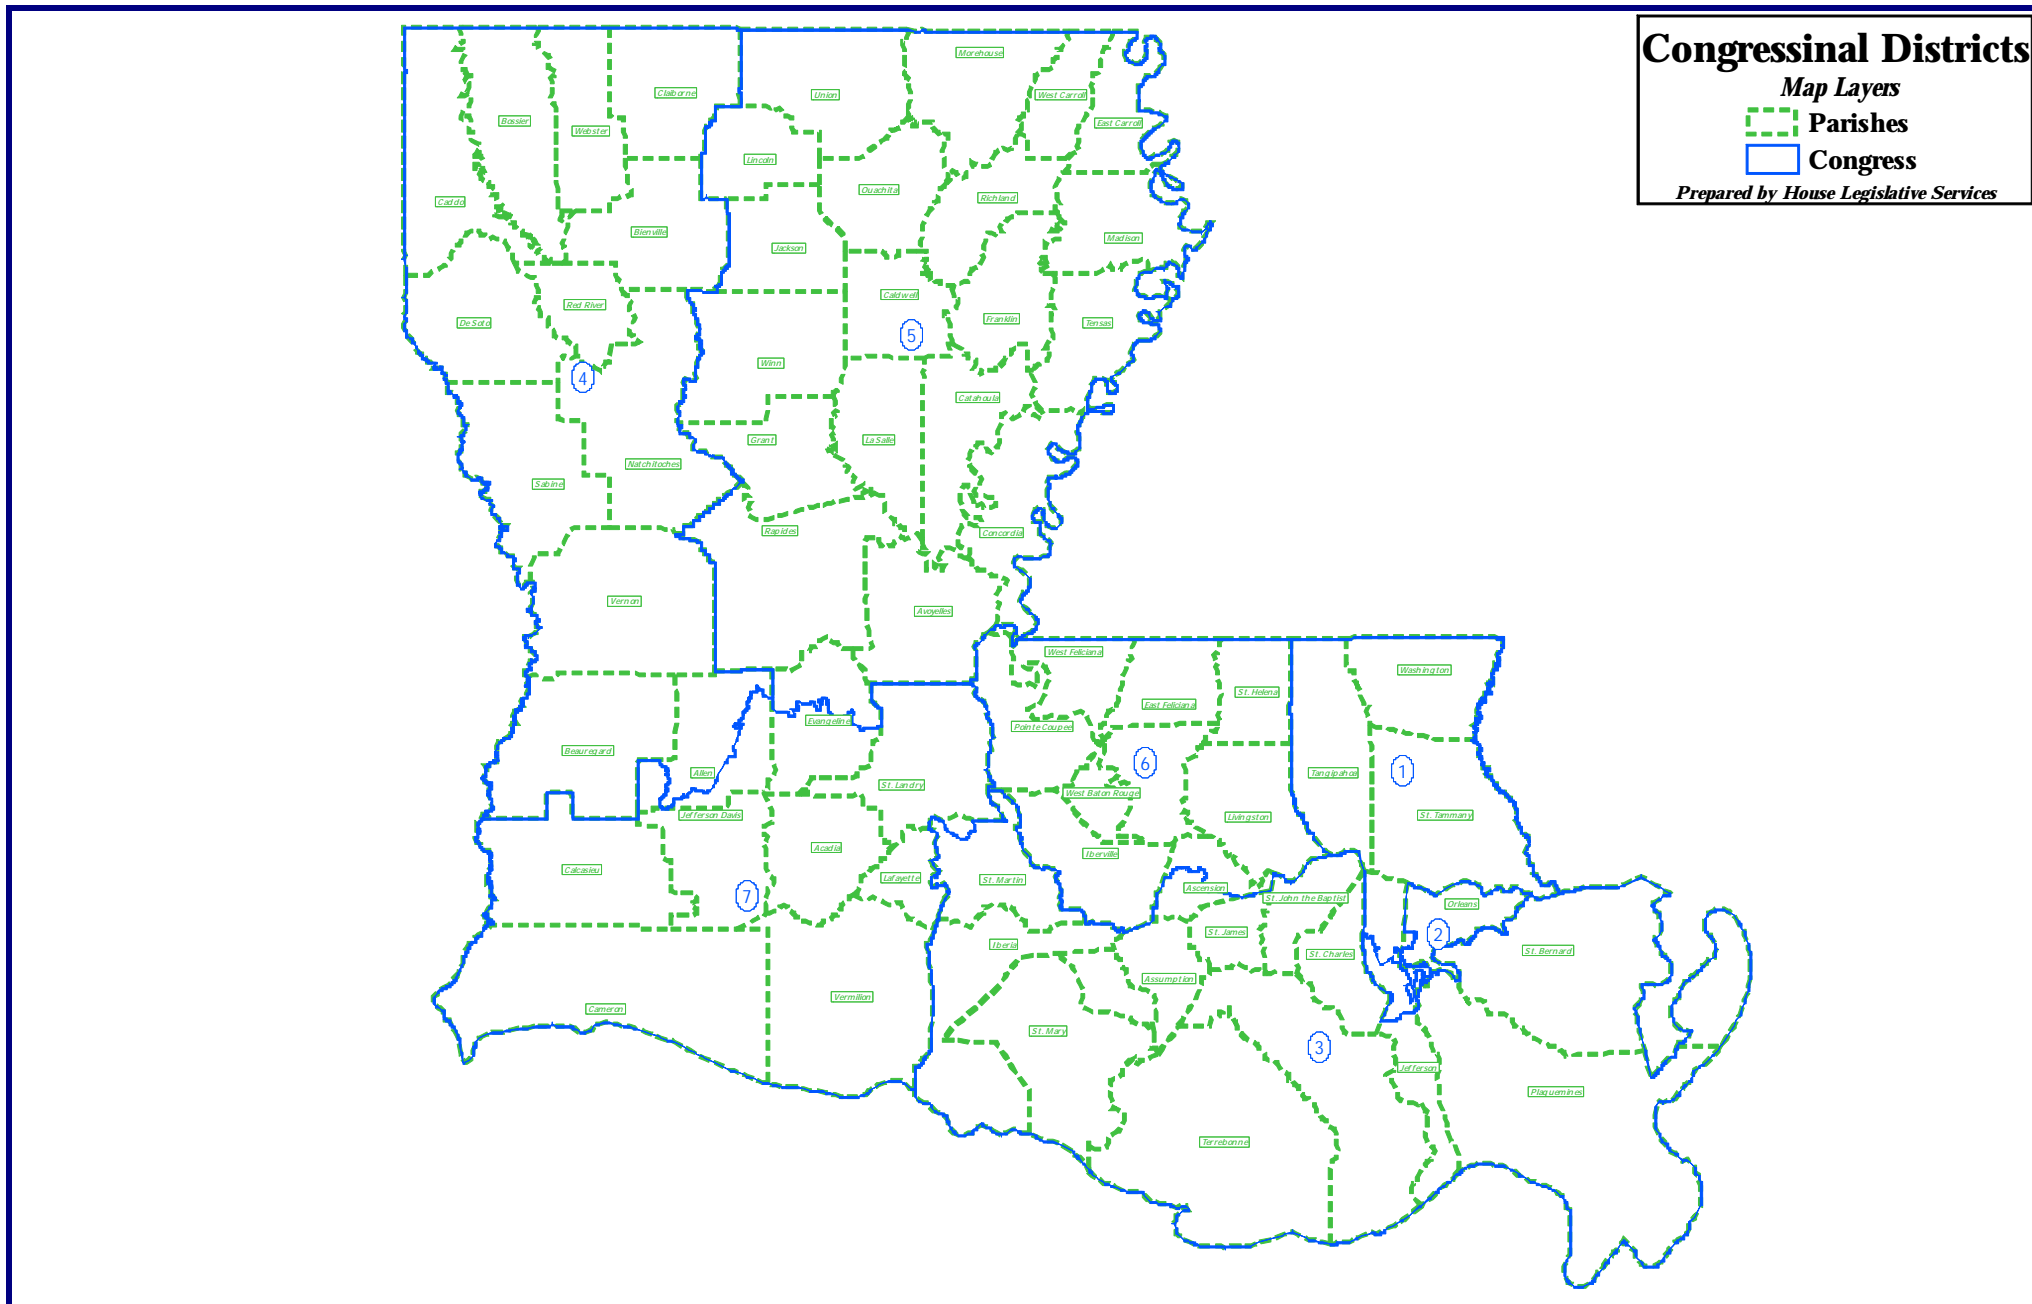 Congressinal Districts
Map Layers
Parishes
Congress
Prepared by House Legislative Services
Morehouse
Claiborne
Union
West Carroll
Bossier
Webster
East Carroll
Lincoln
Ouachita
Richland
Caddo
Bienville
Jackson
Madison
Red River
Caldwell
De Soto
Franklin
Tensas
5
Winn
4
Catahoula
Grant
La Salle
Natchitoches
Sabine
Rapides
Concordia
Vernon
Avoyelles
West Feliciana
Washington
St. Helena
East Feliciana
Evangeline
Pointe Coupee
Beauregard
6
Allen
Tangipahoa
1
St. Landry
West Baton Rouge
Jefferson Davis
Livingston
St. Tammany
Acadia
Iberville
Calcasieu
Lafayette
St. Martin
Ascension
7
St. John the Baptist
Orleans
Iberia
St. James
2
St. Charles
St. Bernard
Assumption
Vermilion
Cameron
St. Mary
3
Jefferson
Plaquemines
Terrebonne